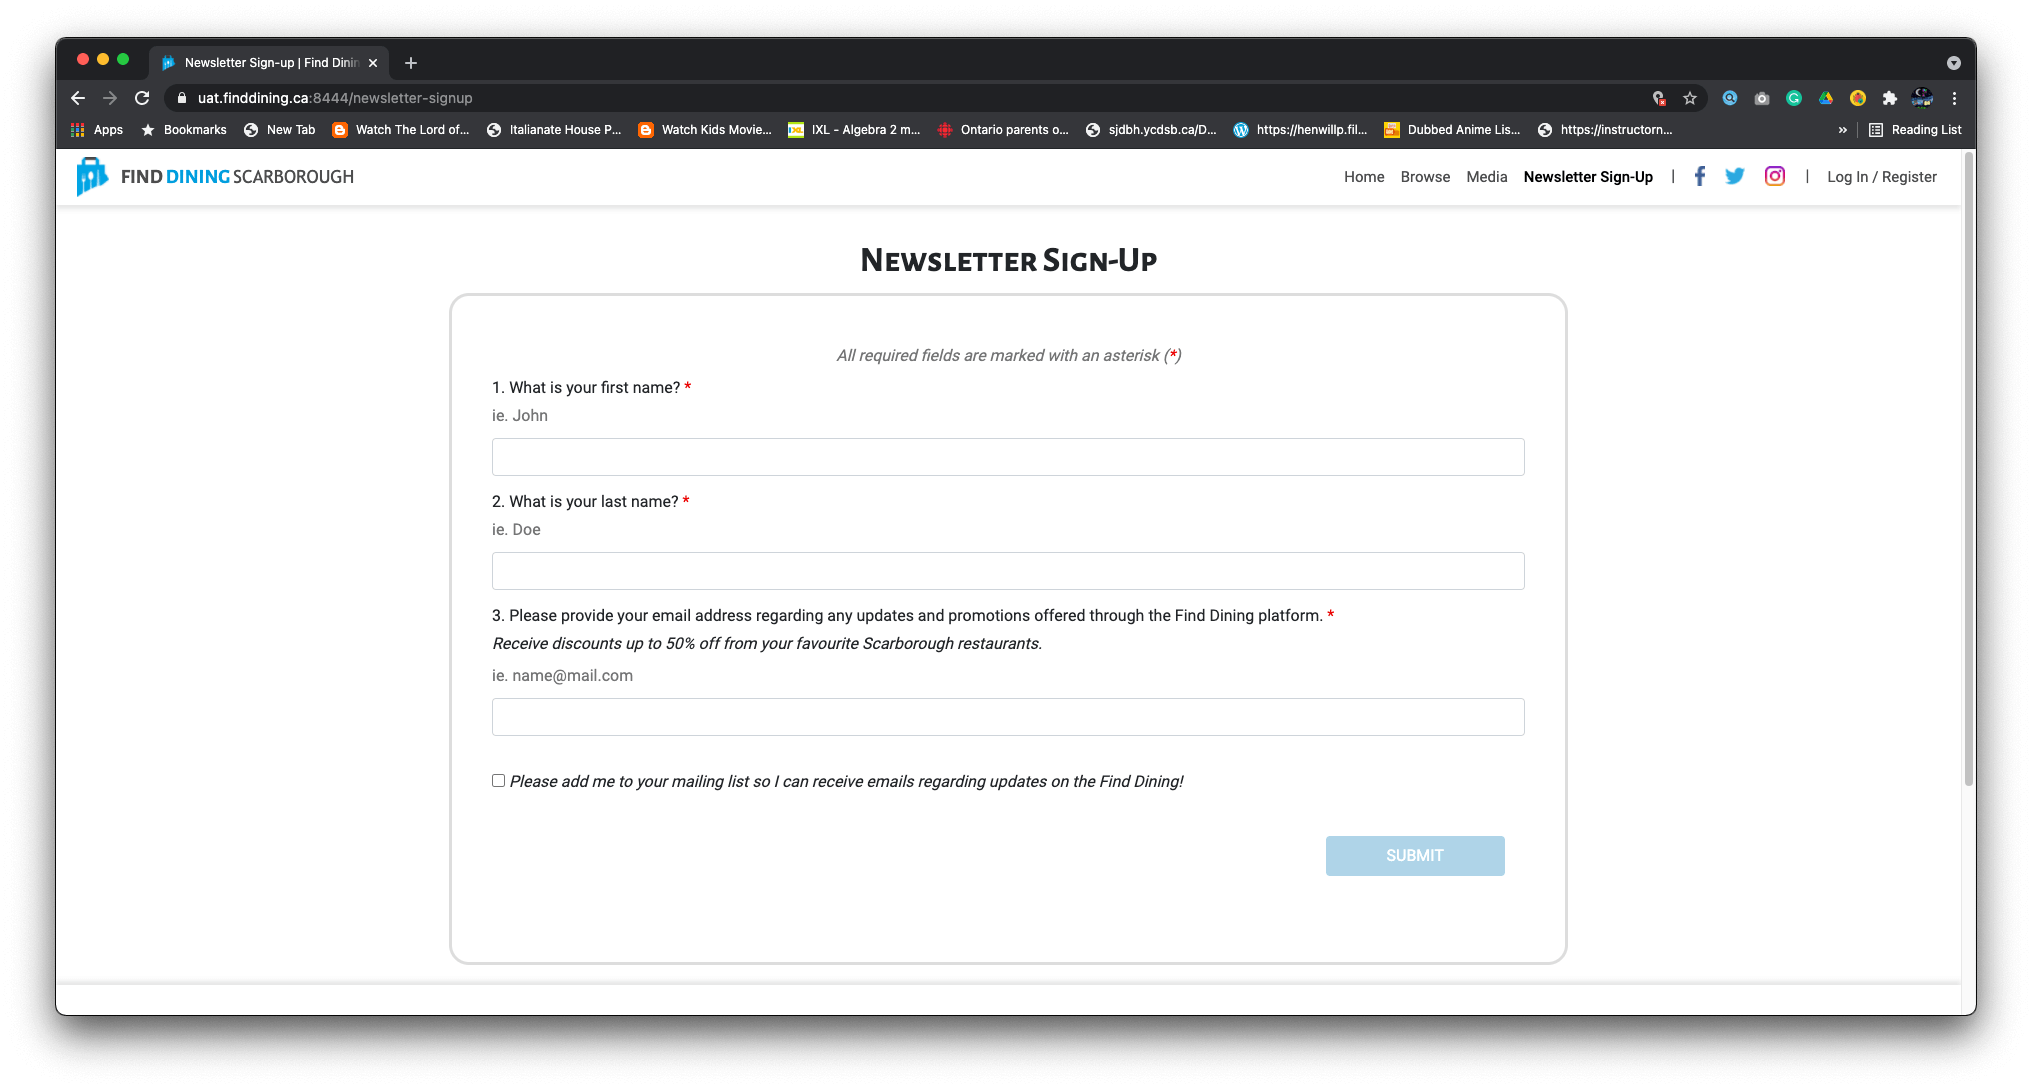 Newsletter Sign-up | Find Dinin
uat.finddining.ca:8444/newsletter-signup
Apps Bookmarks New Tab Watch The Lord of... Italianate House P... Watch Kids Movie... IXL - Algebra 2 m... Ontario parents o... sjdbh.ycdsb.ca/D... https://henwillp.fil... Dubbed Anime Lis... https://instructorn... » Reading List
FIND DINING SCARBOROUGH
Home Browse Media Newsletter Sign-Up | | Log In / Register
Newsletter Sign-Up
All required fields are marked with an asterisk (*)
1. What is your first name? *
ie. John
2. What is your last name? *
ie. Doe
3. Please provide your email address regarding any updates and promotions offered through the Find Dining platform. *
Receive discounts up to 50% off from your favourite Scarborough restaurants.
ie. name@mail.com
Please add me to your mailing list so I can receive emails regarding updates on the Find Dining!
SUBMIT